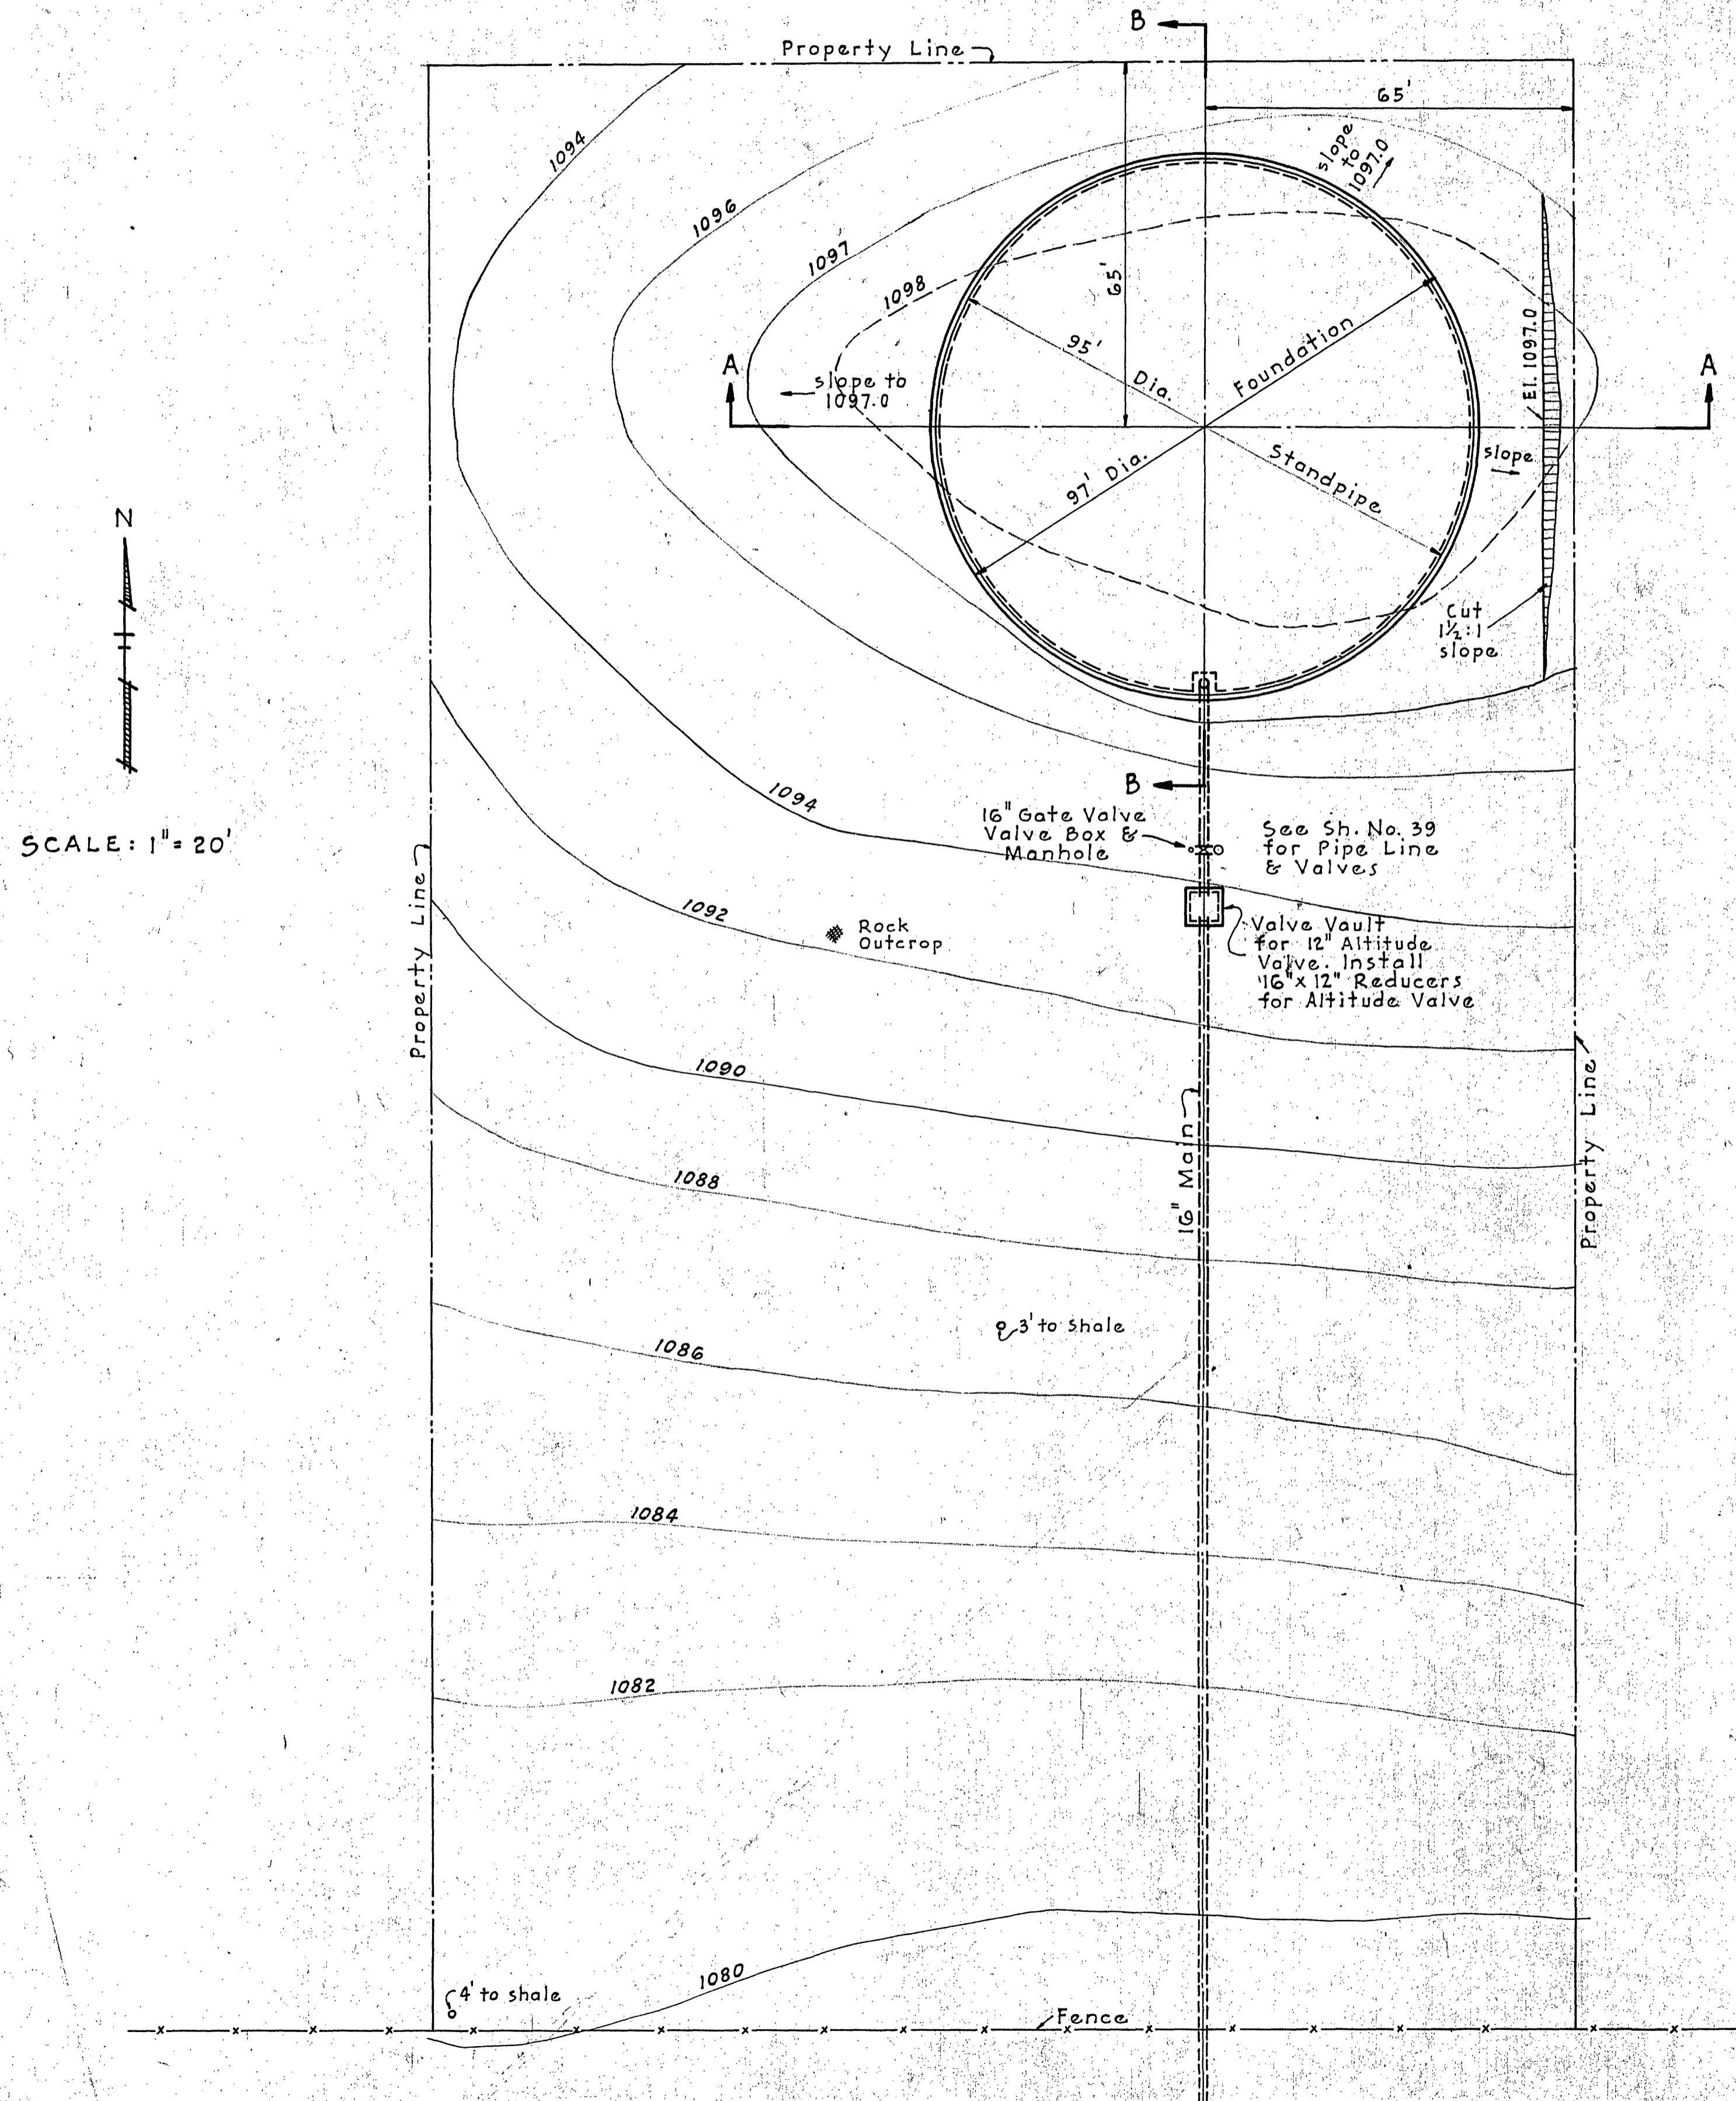 B
Property Line
65'
1094
slope
to
1097.0
1096
1097
65'
1098
El. 1097.0
95'
Dia.
Foundation
A
A
slope to
1097.0
97' Dia.
Standpipe
slope
N
Cut
1½:1
slope
B
1094
16" Gate Valve
Valve Box &
Manhole
See Sh. No. 39
for Pipe Line
& Valves
SCALE: 1" = 20'
Property Line
1092
Rock
Outcrop
Valve Vault
for 12" Altitude
Valve. Install
16" x 12" Reducers
for Altitude Valve
1090
16" Main
Property Line
1088
3' to shale
1086
1084
1082
1080
4' to shale
Fence